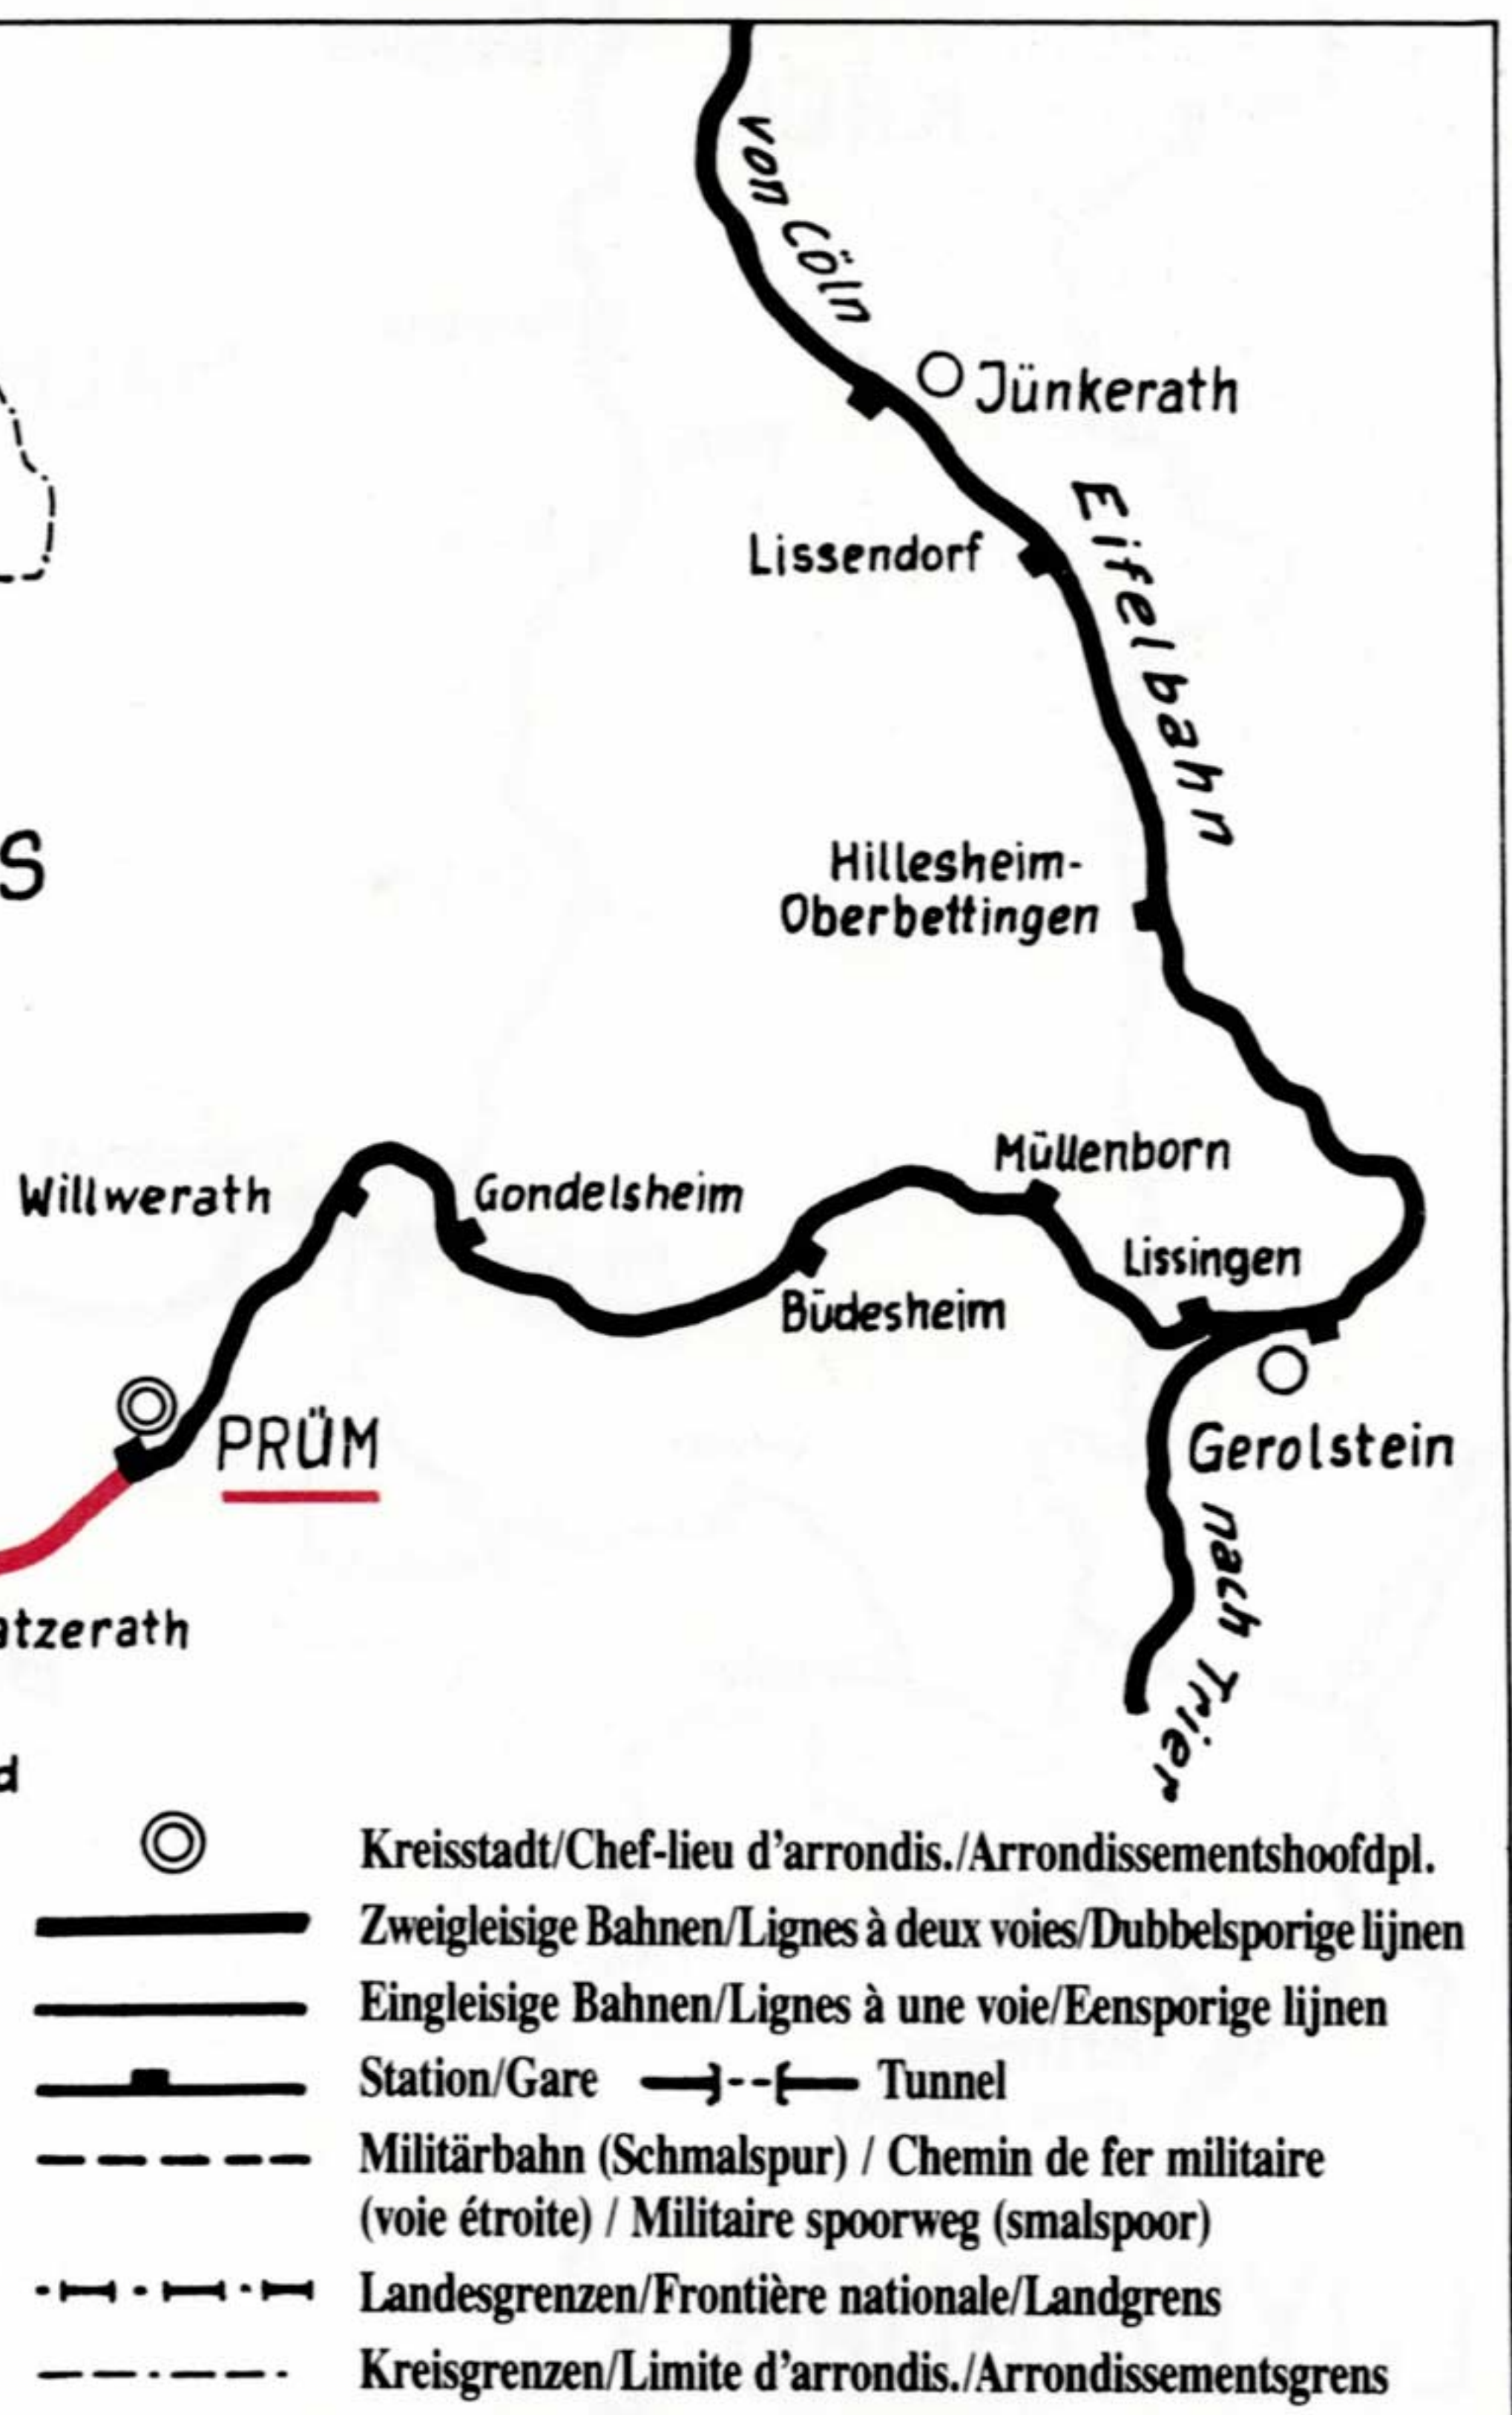 von Cöln
Jünkerath
Eifelbahn
Lissendorf
S
Hillesheim-
Oberbettingen
Müllenborn
Willwerath
Gondelsheim
Lissingen
Büdesheim
PRÜM
Gerolstein
nach Trier
atzerath
d
Kreisstadt/Chef-lieu d'arrondis./Arrondissementshoofdpl.
Zweigleisige Bahnen/Lignes à deux voies/Dubbelsporige lijnen
Eingleisige Bahnen/Lignes à une voie/Eensporige lijnen
Station/Gare Tunnel
Militärbahn (Schmalspur) / Chemin de fer militaire
(voie étroite) / Militaire spoorweg (smalspoor)
Landesgrenzen/Frontière nationale/Landgrens
Kreisgrenzen/Limite d'arrondis./Arrondissementsgrens